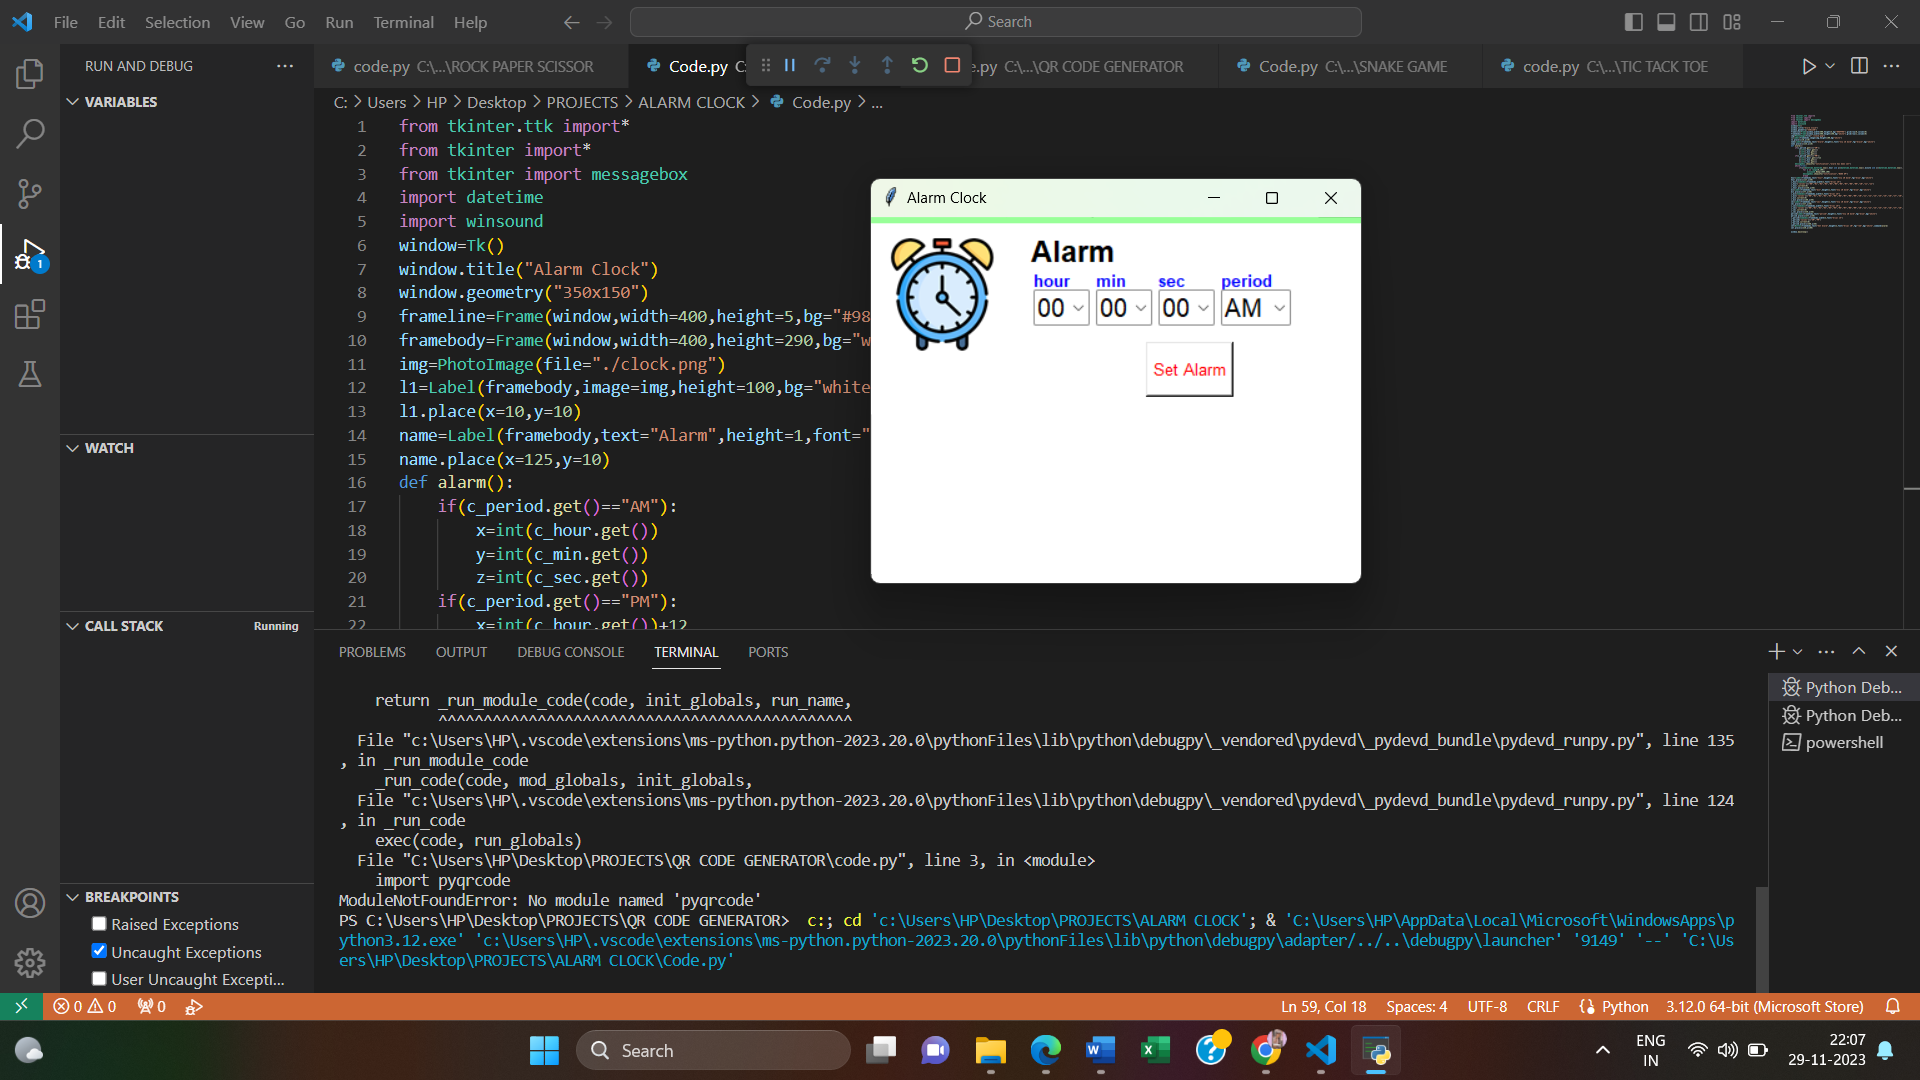 File Edit Selection View Go Run Terminal Help
Search
RUN AND DEBUG
code.py C:\...\ROCK PAPER SCISSOR
Code.py C:
e.py C:\...\QR CODE GENERATOR
Code.py C:\...\SNAKE GAME
code.py C:\...\TIC TACK TOE
VARIABLES
WATCH
CALL STACK Running
BREAKPOINTS
Raised Exceptions
Uncaught Exceptions
User Uncaught Excepti...
C: > Users > HP > Desktop > PROJECTS > ALARM CLOCK > Code.py > ...
1 from tkinter.ttk import*
2 from tkinter import*
3 from tkinter import messagebox
4 import datetime
5 import winsound
6 window=Tk()
7 window.title("Alarm Clock")
8 window.geometry("350x150")
9 frameline=Frame(window,width=400,height=5,bg="#98
10 framebody=Frame(window,width=400,height=290,bg="w
11 img=PhotoImage(file="./clock.png")
12 l1=Label(framebody,image=img,height=100,bg="white
13 l1.place(x=10,y=10)
14 name=Label(framebody,text="Alarm",height=1,font="
15 name.place(x=125,y=10)
16 def alarm():
17 if(c_period.get()=="AM"):
18 x=int(c_hour.get())
19 y=int(c_min.get())
20 z=int(c_sec.get())
21 if(c_period.get()=="PM"):
22 x=int(c_hour.get())+12
Alarm Clock
Alarm
hour min sec period
00 00 00 AM
Set Alarm
PROBLEMS OUTPUT DEBUG CONSOLE TERMINAL PORTS
return _run_module_code(code, init_globals, run_name,
^^^^^^^^^^^^^^^^^^^^^^^^^^^^^^^^^^^^^^^^^^^^^^
File "c:\Users\HP\.vscode\extensions\ms-python.python-2023.20.0\pythonFiles\lib\python\debugpy\_vendored\pydevd\_pydevd_bundle\pydevd_runpy.py", line 135
, in _run_module_code
_run_code(code, mod_globals, init_globals,
File "c:\Users\HP\.vscode\extensions\ms-python.python-2023.20.0\pythonFiles\lib\python\debugpy\_vendored\pydevd\_pydevd_bundle\pydevd_runpy.py", line 124
, in _run_code
exec(code, run_globals)
File "C:\Users\HP\Desktop\PROJECTS\QR CODE GENERATOR\code.py", line 3, in <module>
import pyqrcode
ModuleNotFoundError: No module named 'pyqrcode'
PS C:\Users\HP\Desktop\PROJECTS\QR CODE GENERATOR> c:; cd 'c:\Users\HP\Desktop\PROJECTS\ALARM CLOCK'; & 'C:\Users\HP\AppData\Local\Microsoft\WindowsApps\p
ython3.12.exe' 'c:\Users\HP\.vscode\extensions\ms-python.python-2023.20.0\pythonFiles\lib\python\debugpy\adapter/../..\debugpy\launcher' '9149' '--' 'C:\Us
ers\HP\Desktop\PROJECTS\ALARM CLOCK\Code.py'
Python Deb...
Python Deb...
powershell
1
0 0 0
Ln 59, Col 18 Spaces: 4 UTF-8 CRLF Python 3.12.0 64-bit (Microsoft Store)
Search
ENG
IN
22:07
29-11-2023